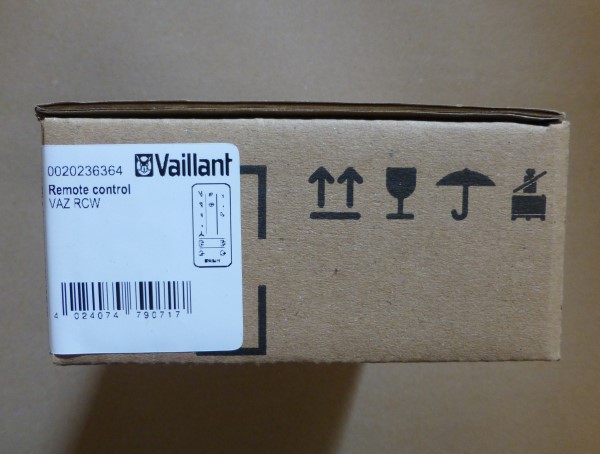 0020236364 Vaillant
Remote control
VAZ RCW
4 024074 790717